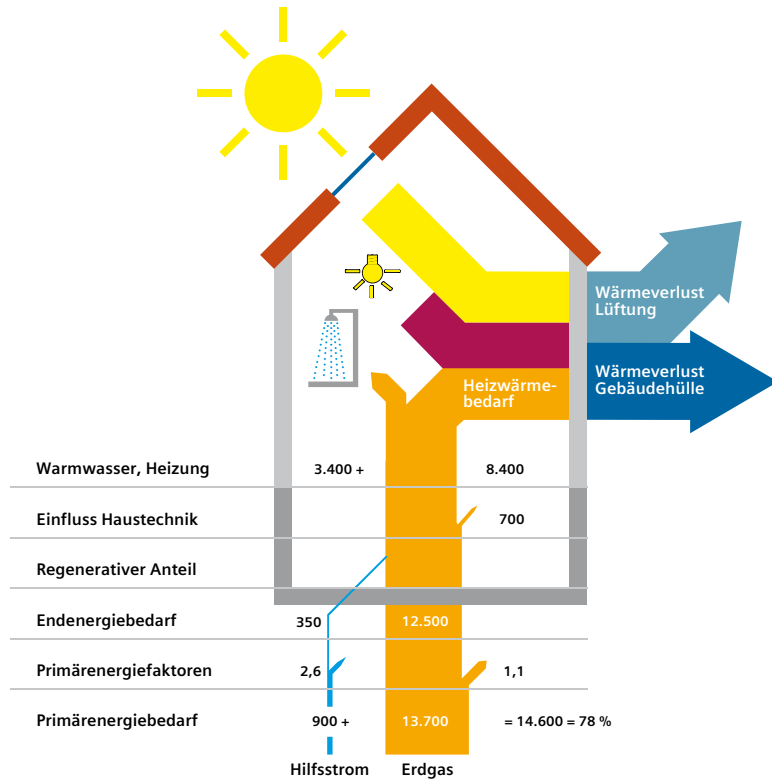 Wärmeverlust
Lüftung
Wärmeverlust
Gebäudehülle
Heizwärme-
bedarf
Warmwasser, Heizung 3.400 + 8.400
Einfluss Haustechnik 700
Regenerativer Anteil
Endenergiebedarf 350 12.500
Primärenergiefaktoren 2,6 1,1
Primärenergiebedarf 900 + 13.700 = 14.600 = 78 %
Hilfsstrom Erdgas